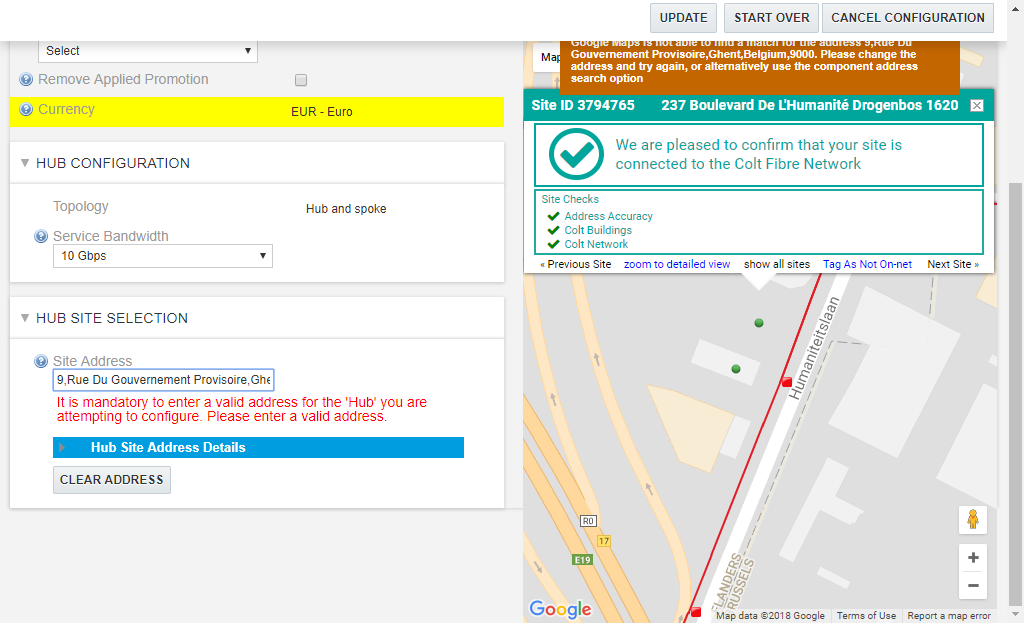 UPDATE
START OVER
CANCEL CONFIGURATION
Select
Remove Applied Promotion
Currency
EUR - Euro
HUB CONFIGURATION
Topology
Hub and spoke
Service Bandwidth
10 Gbps
HUB SITE SELECTION
Site Address
9,Rue Du Gouvernement Provisoire,Ghe
It is mandatory to enter a valid address for the 'Hub' you are
attempting to configure. Please enter a valid address.
Hub Site Address Details
CLEAR ADDRESS
Map
Google Maps is not able to find a match for the address 9,Rue Du
Gouvernement Provisoire,Ghent,Belgium,9000. Please change the
address and try again, or alternatively use the component address
search option
Site ID 3794765 237 Boulevard De L'Humanité Drogenbos 1620
We are pleased to confirm that your site is
connected to the Colt Fibre Network
Site Checks
Address Accuracy
Colt Buildings
Colt Network
« Previous Site zoom to detailed view show all sites Tag As Not On-net Next Site »
Humaniteitslaan
R0
17
E19
FLANDERS
BRUSSELS
+
−
Google
Map data ©2018 Google Terms of Use Report a map error